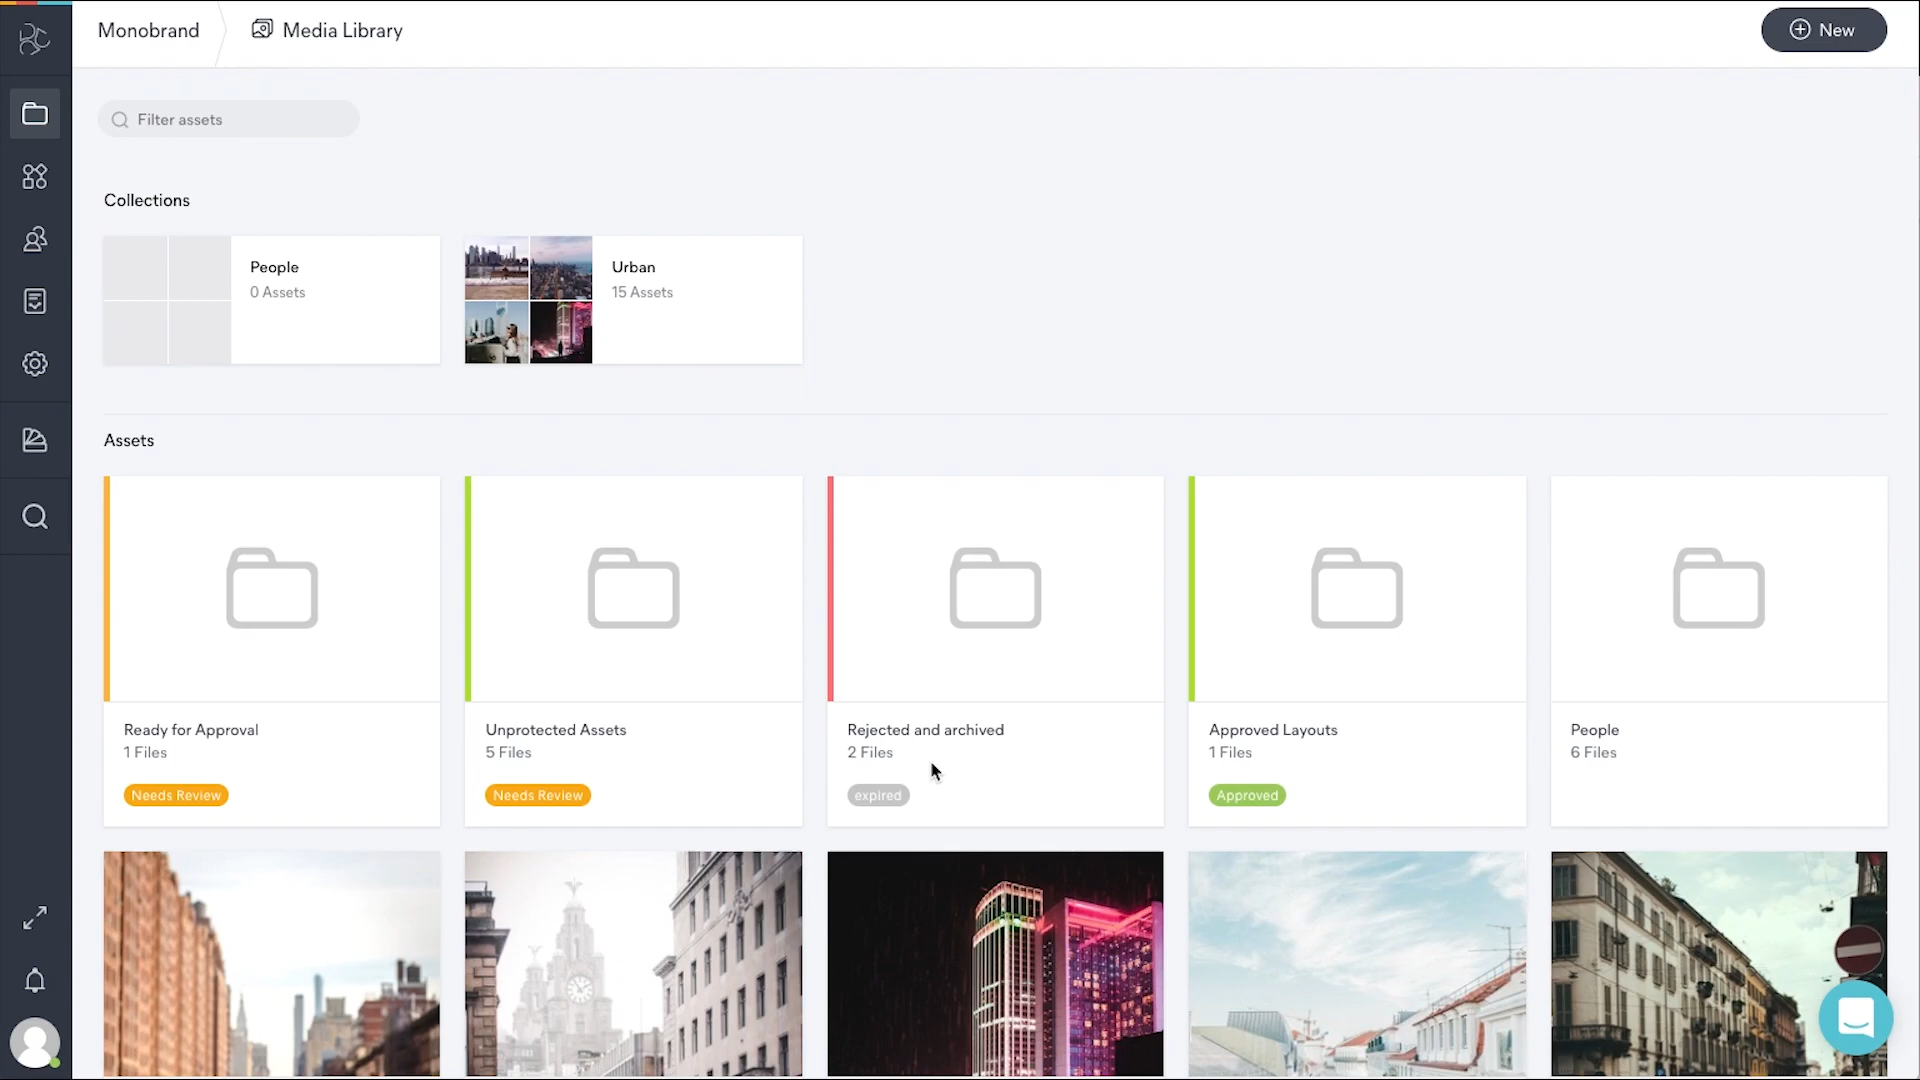 Monobrand
Media Library
New
Filter assets
Collections
People
0 Assets
Urban
15 Assets
Assets
Ready for Approval
1 Files
Needs Review
Unprotected Assets
5 Files
Needs Review
Rejected and archived
2 Files
expired
Approved Layouts
1 Files
Approved
People
6 Files